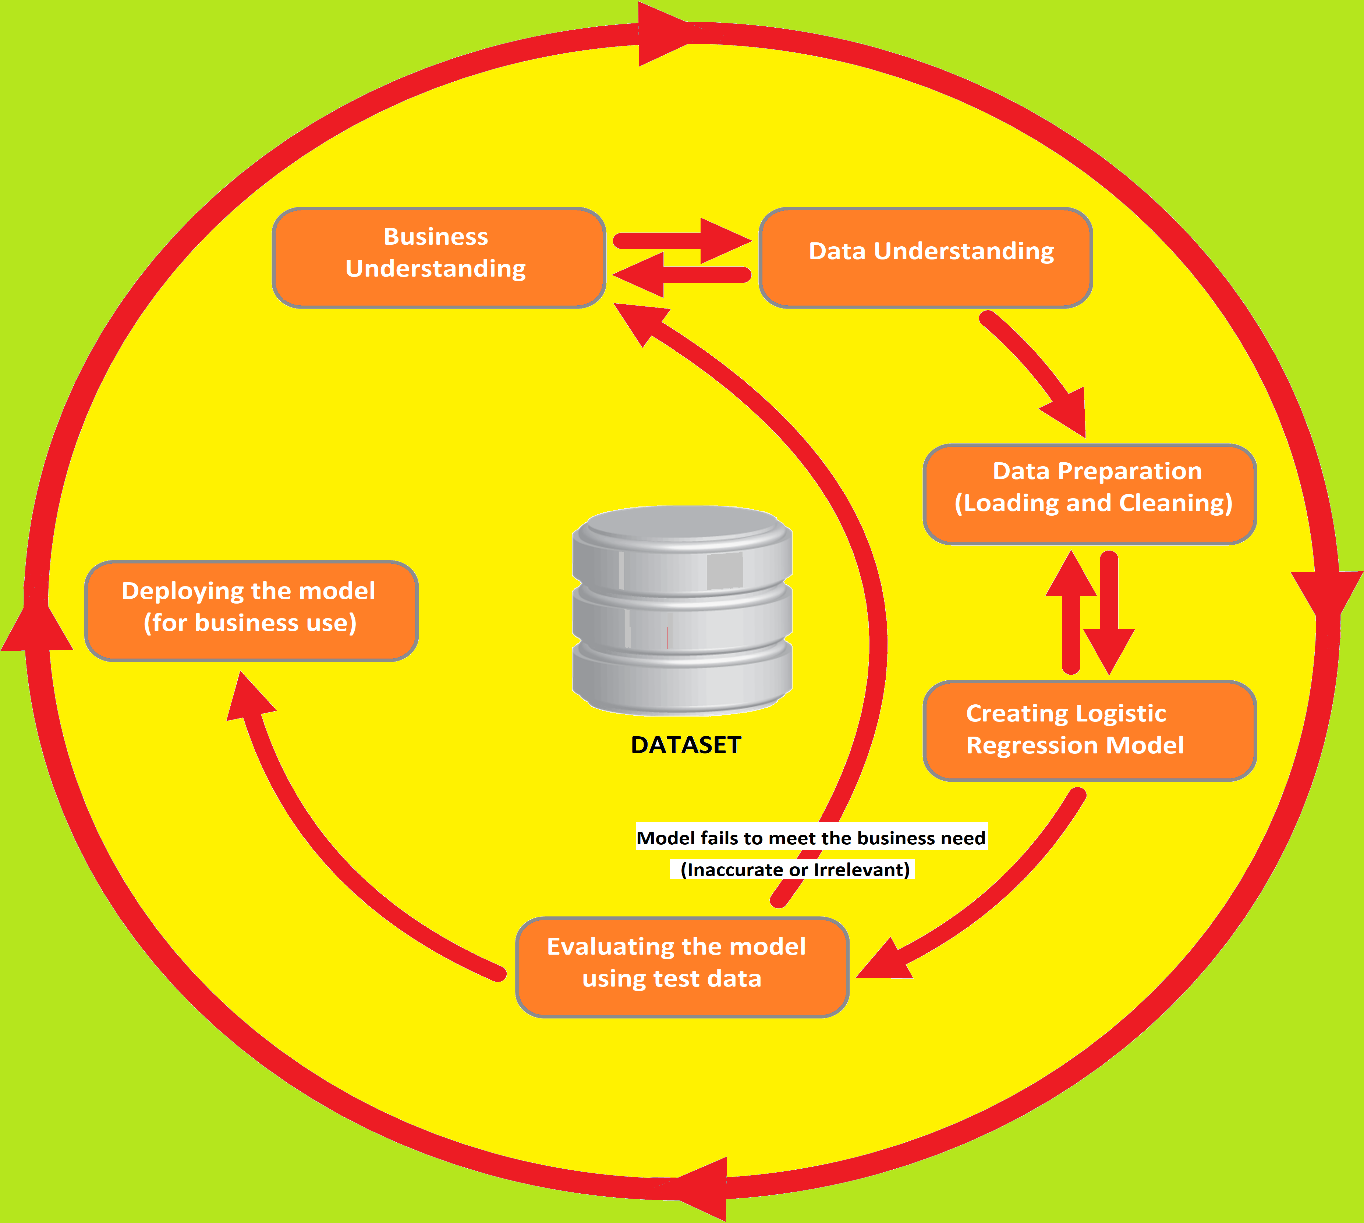 Business
Understanding
Data Understanding
Data Preparation
(Loading and Cleaning)
Creating Logistic
Regression Model
Evaluating the model
using test data
Model fails to meet the business need
(Inaccurate or Irrelevant)
Deploying the model
(for business use)
DATASET